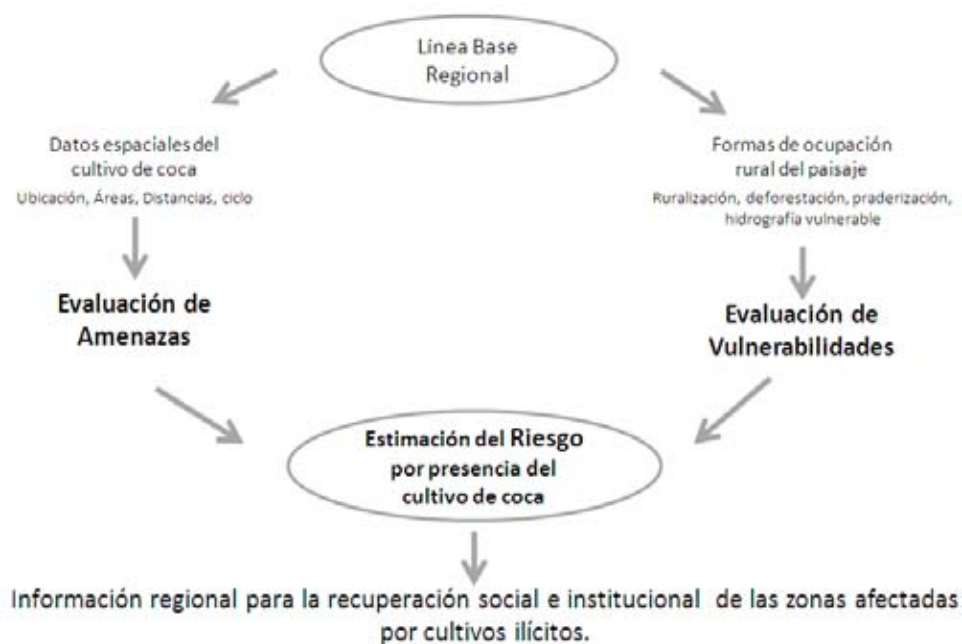 Línea Base
Regional
Datos espaciales del
cultivo de coca
Ubicación, Áreas, Distancias, ciclo
Formas de ocupación
rural del paisaje
Ruralización, deforestación, praderización,
hidrografía vulnerable
Evaluación de
Amenazas
Evaluación de
Vulnerabilidades
Estimación del Riesgo
por presencia del
cultivo de coca
Información regional para la recuperación social e institucional de las zonas afectadas
por cultivos ilícitos.